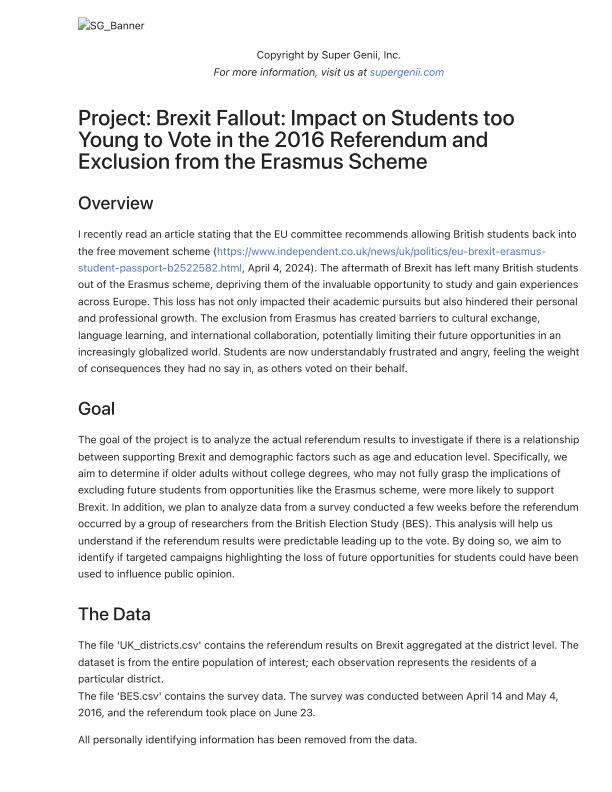 SG_Banner
Copyright by Super Genii, Inc.
For more information, visit us at supergenii.com
Project: Brexit Fallout: Impact on Students too
Young to Vote in the 2016 Referendum and
Exclusion from the Erasmus Scheme
Overview
I recently read an article stating that the EU committee recommends allowing British students back into
the free movement scheme (https://www.independent.co.uk/news/uk/politics/eu-brexit-erasmus-
student-passport-b2522582.html, April 4, 2024). The aftermath of Brexit has left many British students
out of the Erasmus scheme, depriving them of the invaluable opportunity to study and gain experiences
across Europe. This loss has not only impacted their academic pursuits but also hindered their personal
and professional growth. The exclusion from Erasmus has created barriers to cultural exchange,
language learning, and international collaboration, potentially limiting their future opportunities in an
increasingly globalized world. Students are now understandably frustrated and angry, feeling the weight
of consequences they had no say in, as others voted on their behalf.
Goal
The goal of the project is to analyze the actual referendum results to investigate if there is a relationship
between supporting Brexit and demographic factors such as age and education level. Specifically, we
aim to determine if older adults without college degrees, who may not fully grasp the implications of
excluding future students from opportunities like the Erasmus scheme, were more likely to support
Brexit. In addition, we plan to analyze data from a survey conducted a few weeks before the referendum
occurred by a group of researchers from the British Election Study (BES). This analysis will help us
understand if the referendum results were predictable leading up to the vote. By doing so, we aim to
identify if targeted campaigns highlighting the loss of future opportunities for students could have been
used to influence public opinion.
The Data
The file 'UK_districts.csv' contains the referendum results on Brexit aggregated at the district level. The
dataset is from the entire population of interest; each observation represents the residents of a
particular district.
The file 'BES.csv' contains the survey data. The survey was conducted between April 14 and May 4,
2016, and the referendum took place on June 23.
All personally identifying information has been removed from the data.